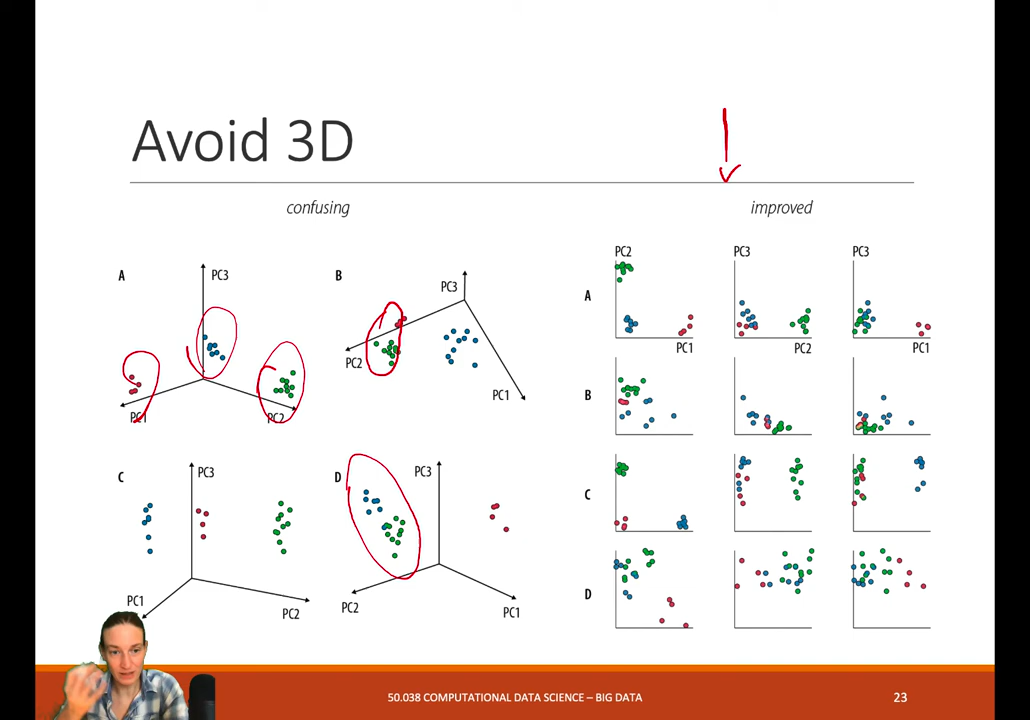 Avoid 3D
confusing
improved
A
PC3
PC1
PC2
B
PC3
PC2
PC1
C
PC3
PC1
PC2
D
PC3
PC2
PC1
PC2
PC3
PC3
A
PC1
PC2
PC1
B
C
D
50.038 COMPUTATIONAL DATA SCIENCE – BIG DATA
23